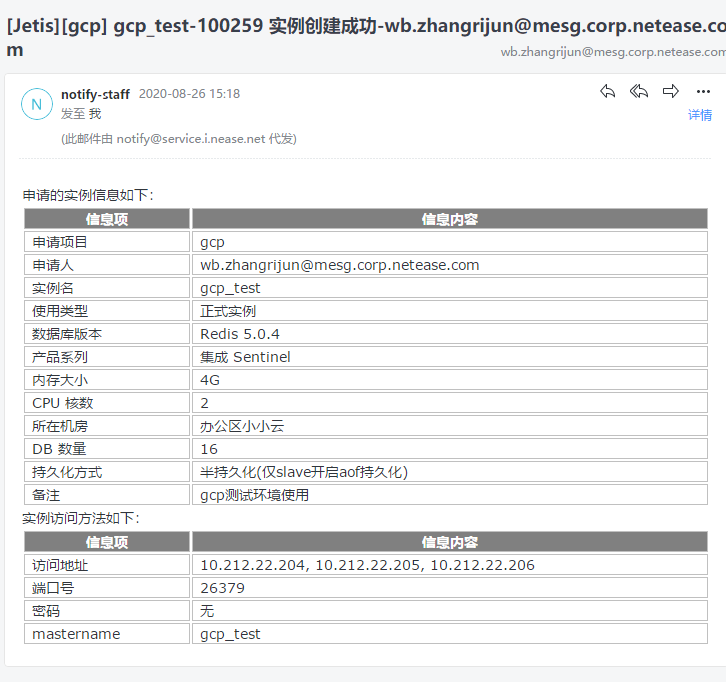 [Jetis][gcp] gcp_test-100259 实例创建成功-wb.zhangrijun@mesg.corp.netease.co
m
wb.zhangrijun@mesg.corp.netease.com
N
notify-staff 2020-08-26 15:18
发至 我
详情
(此邮件由 notify@service.i.nease.net 代发)
申请的实例信息如下：
信息项 信息内容
申请项目 gcp
申请人 wb.zhangrijun@mesg.corp.netease.com
实例名 gcp_test
使用类型 正式实例
数据库版本 Redis 5.0.4
产品系列 集成 Sentinel
内存大小 4G
CPU 核数 2
所在机房 办公区小小云
DB 数量 16
持久化方式 半持久化(仅slave开启aof持久化)
备注 gcp测试环境使用
实例访问方法如下：
信息项 信息内容
访问地址 10.212.22.204, 10.212.22.205, 10.212.22.206
端口号 26379
密码 无
mastername gcp_test